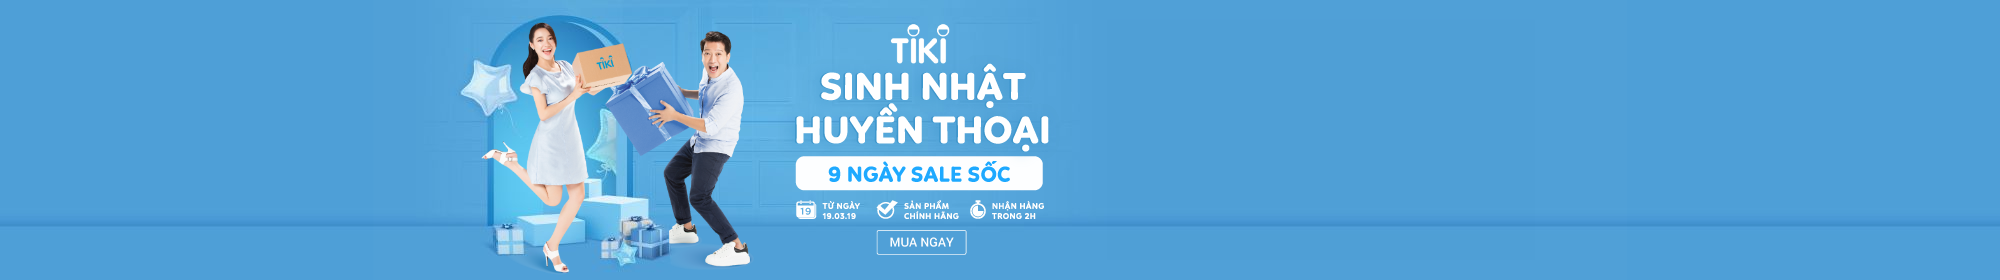 TiKi
TIKI
SINH NHẬT
HUYỀN THOẠI
9 NGÀY SALE SỐC
19
TỪ NGÀY
19.03.19
SẢN PHẨM
CHÍNH HÃNG
NHẬN HÀNG
TRONG 2H
MUA NGAY